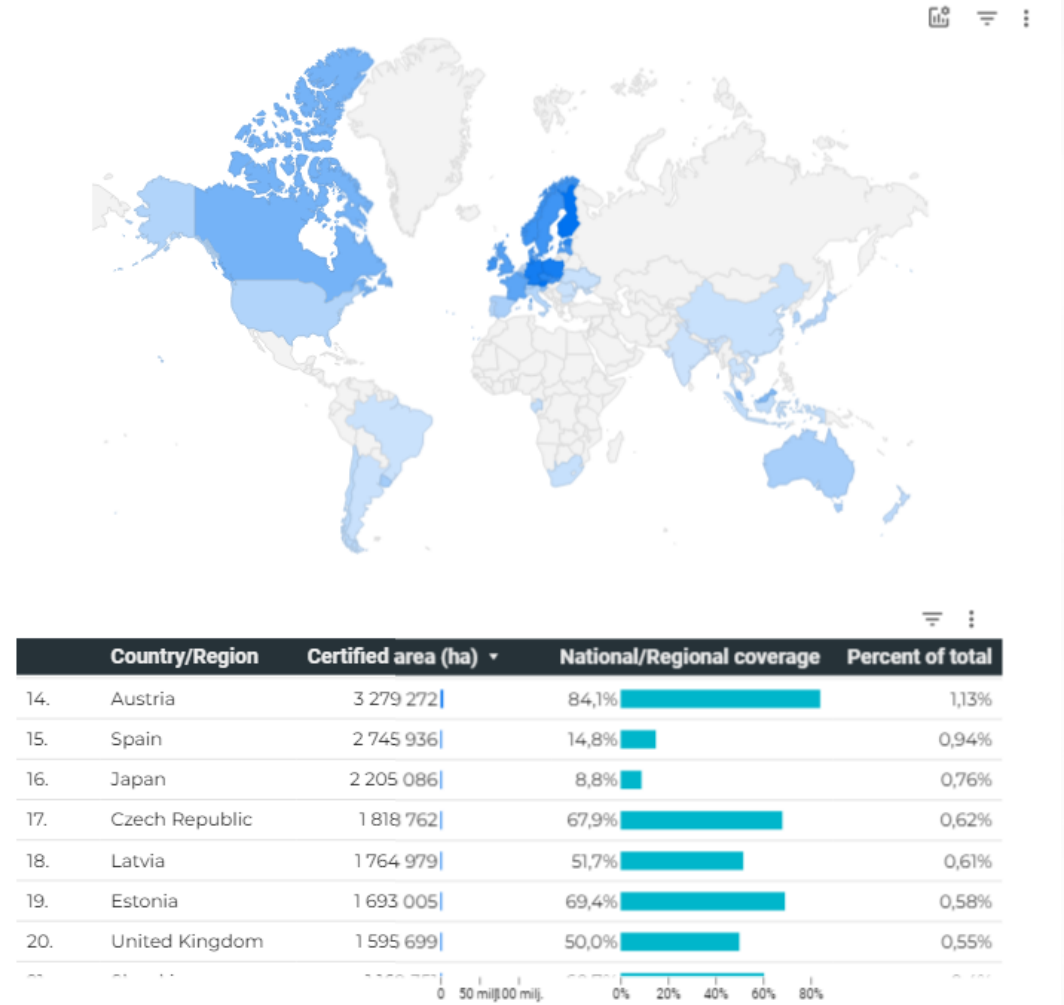 Country/Region Certified area (ha) National/Regional coverage Percent of total
14. Austria 3 279 272 84,1% 1,13%
15. Spain 2 745 936 14,8% 0,94%
16. Japan 2 205 086 8,8% 0,76%
17. Czech Republic 1 818 762 67,9% 0,62%
18. Latvia 1 764 979 51,7% 0,61%
19. Estonia 1 693 005 69,4% 0,58%
20. United Kingdom 1 595 699 50,0% 0,55%
0 50 milj. 100 milj. 0% 20% 40% 60% 80%